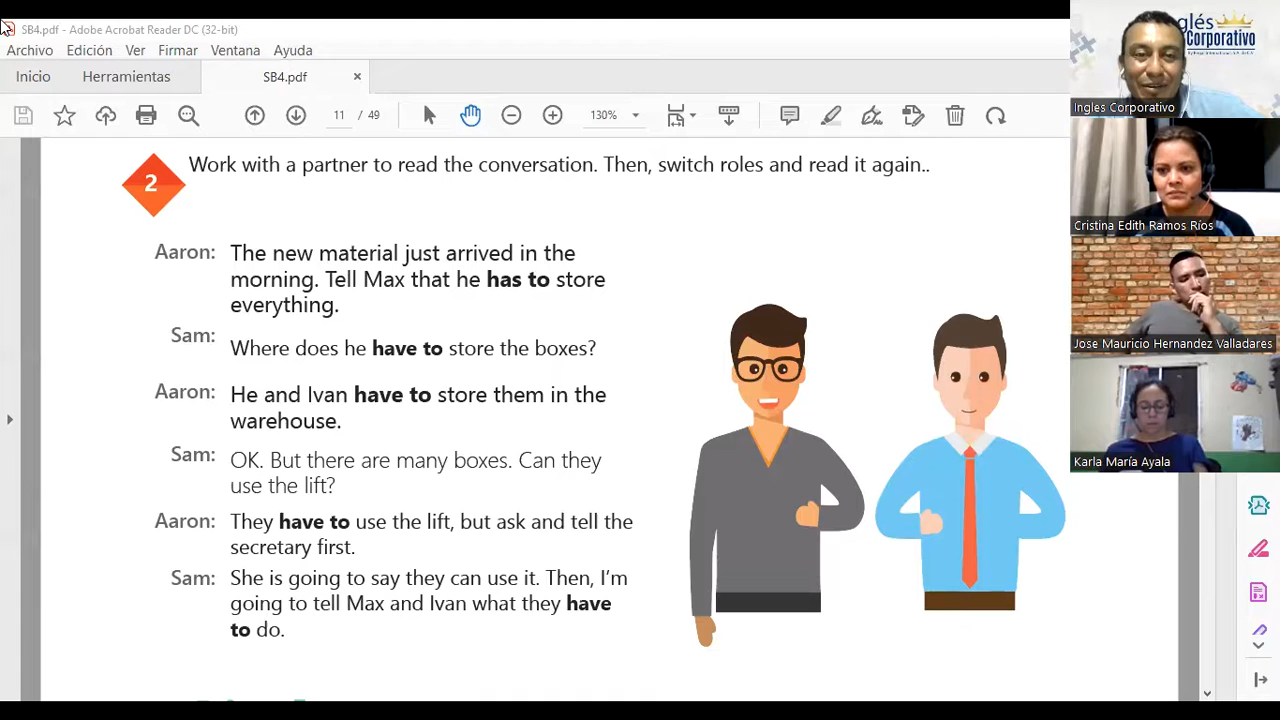 SB4.pdf - Adobe Acrobat Reader DC (32-bit)
Archivo Edición Ver Firmar Ventana Ayuda
Inicio Herramientas SB4.pdf ×
11 / 49 130%
2
Work with a partner to read the conversation. Then, switch roles and read it again..
Aaron: The new material just arrived in the
morning. Tell Max that he has to store
everything.
Sam: Where does he have to store the boxes?
Aaron: He and Ivan have to store them in the
warehouse.
Sam: OK. But there are many boxes. Can they
use the lift?
Aaron: They have to use the lift, but ask and tell the
secretary first.
Sam: She is going to say they can use it. Then, I'm
going to tell Max and Ivan what they have
to do.
glés
Corporativo
Ingles Corporativo
Cristina Edith Ramos Ríos
Jose Mauricio Hernandez Valladares
Karla María Ayala